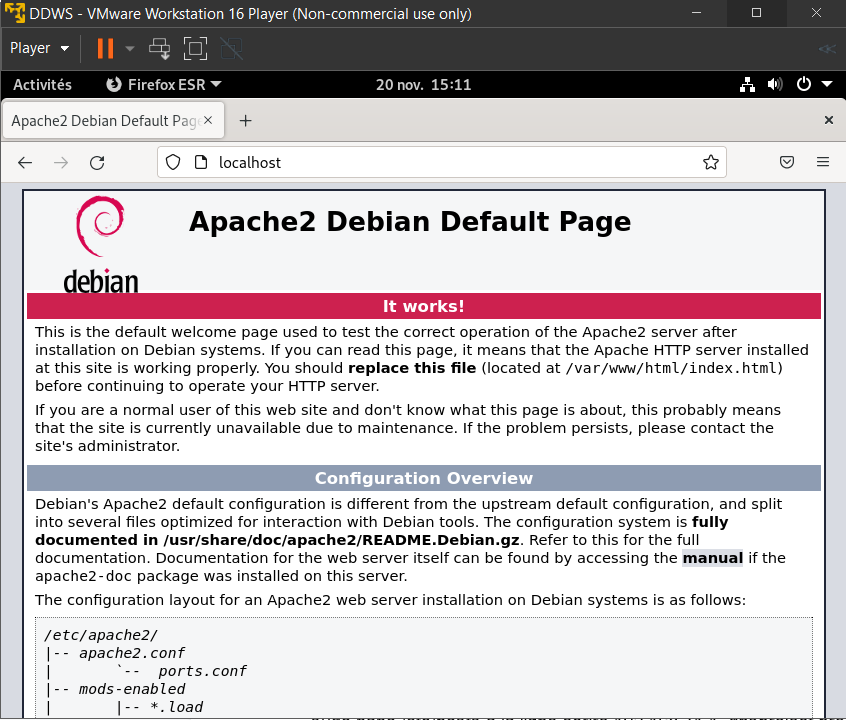 DDWS - VMware Workstation 16 Player (Non-commercial use only)
Player
Activités Firefox ESR 20 nov. 15:11
Apache2 Debian Default Pag
localhost
debian
Apache2 Debian Default Page
It works!
This is the default welcome page used to test the correct operation of the Apache2 server after
installation on Debian systems. If you can read this page, it means that the Apache HTTP server installed
at this site is working properly. You should replace this file (located at /var/www/html/index.html)
before continuing to operate your HTTP server.
If you are a normal user of this web site and don't know what this page is about, this probably means
that the site is currently unavailable due to maintenance. If the problem persists, please contact the
site's administrator.
Configuration Overview
Debian's Apache2 default configuration is different from the upstream default configuration, and split
into several files optimized for interaction with Debian tools. The configuration system is fully
documented in /usr/share/doc/apache2/README.Debian.gz. Refer to this for the full
documentation. Documentation for the web server itself can be found by accessing the manual if the
apache2-doc package was installed on this server.
The configuration layout for an Apache2 web server installation on Debian systems is as follows:
/etc/apache2/
|-- apache2.conf
|       `--  ports.conf
|-- mods-enabled
|       |-- *.load